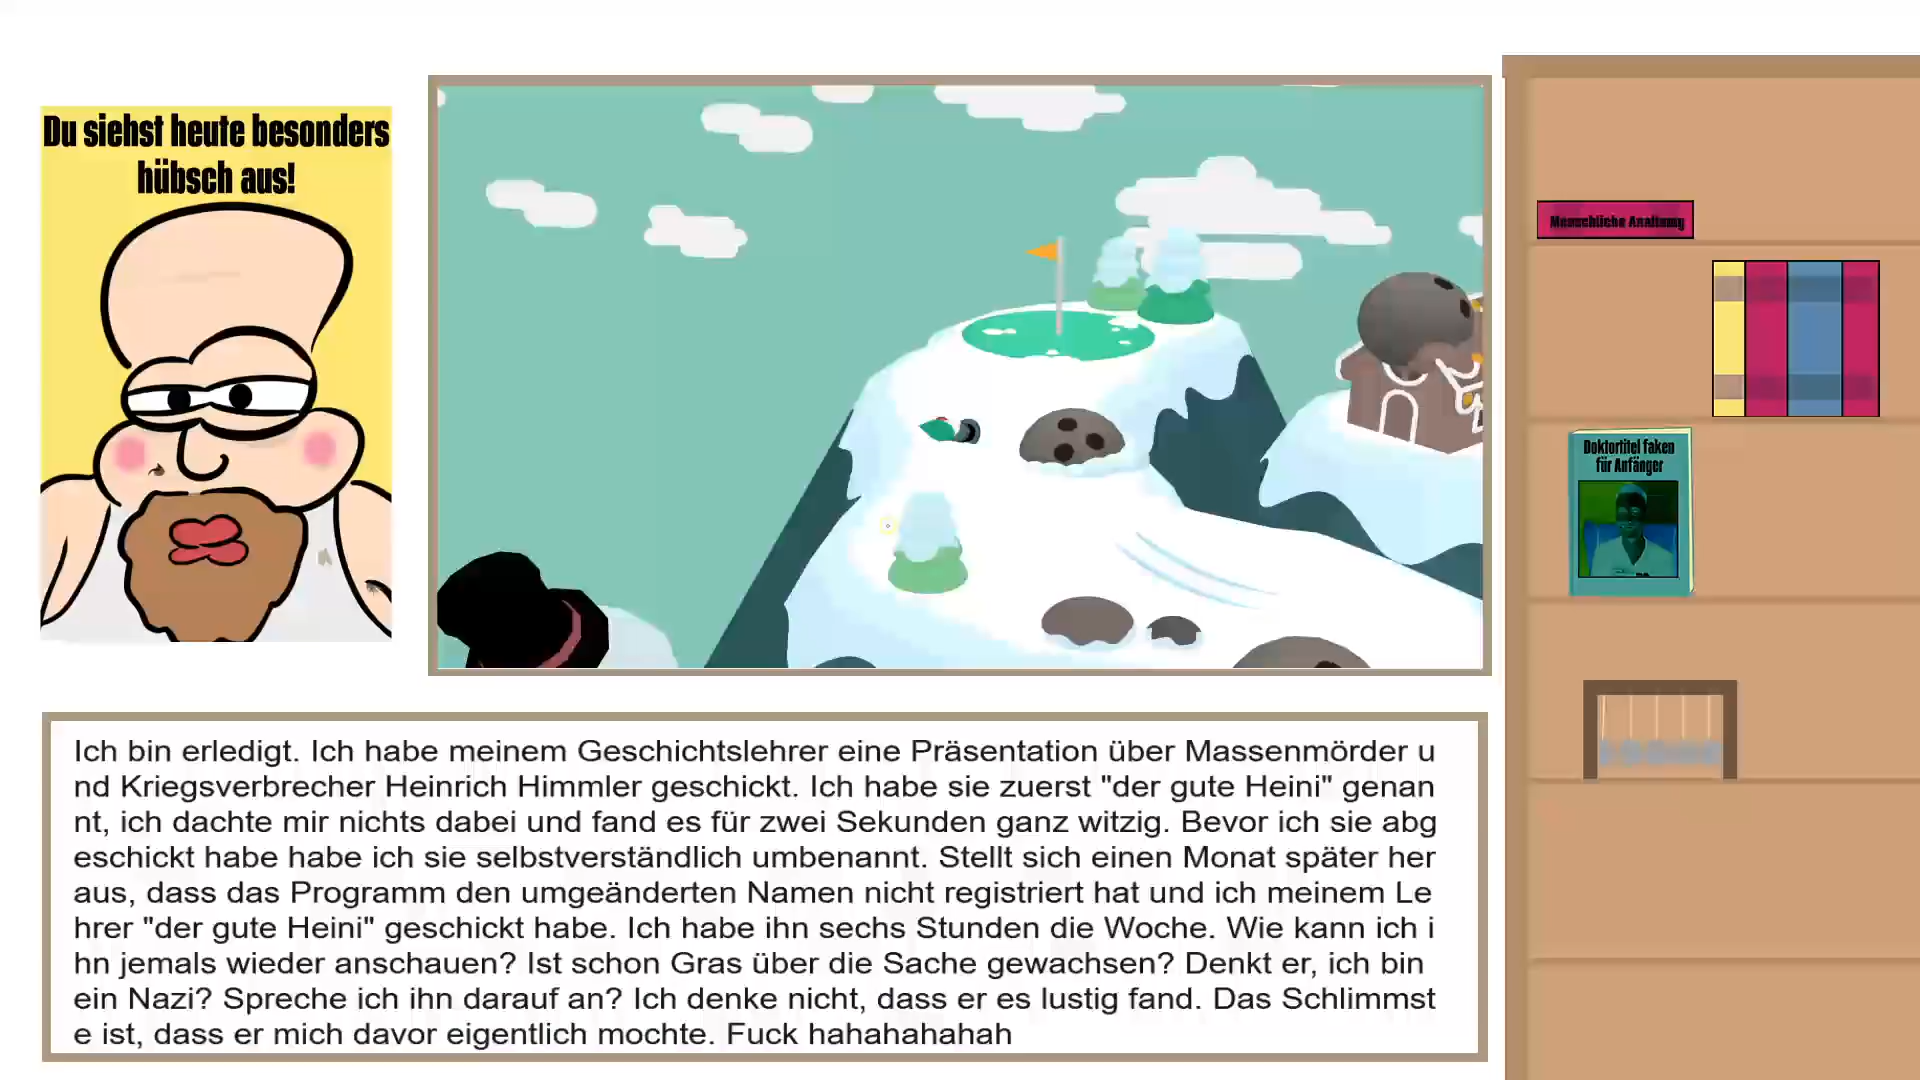 Du siehst heute besonders
hübsch aus!
Menschliche Anatomy
Doktortitel faken
für Anfänger
Ich bin erledigt. Ich habe meinem Geschichtslehrer eine Präsentation über Massenmörder u
nd Kriegsverbrecher Heinrich Himmler geschickt. Ich habe sie zuerst "der gute Heini" genan
nt, ich dachte mir nichts dabei und fand es für zwei Sekunden ganz witzig. Bevor ich sie abg
eschickt habe habe ich sie selbstverständlich umbenannt. Stellt sich einen Monat später her
aus, dass das Programm den umgeänderten Namen nicht registriert hat und ich meinem Le
hrer "der gute Heini" geschickt habe. Ich habe ihn sechs Stunden die Woche. Wie kann ich i
hn jemals wieder anschauen? Ist schon Gras über die Sache gewachsen? Denkt er, ich bin
ein Nazi? Spreche ich ihn darauf an? Ich denke nicht, dass er es lustig fand. Das Schlimmst
e ist, dass er mich davor eigentlich mochte. Fuck hahahahahah